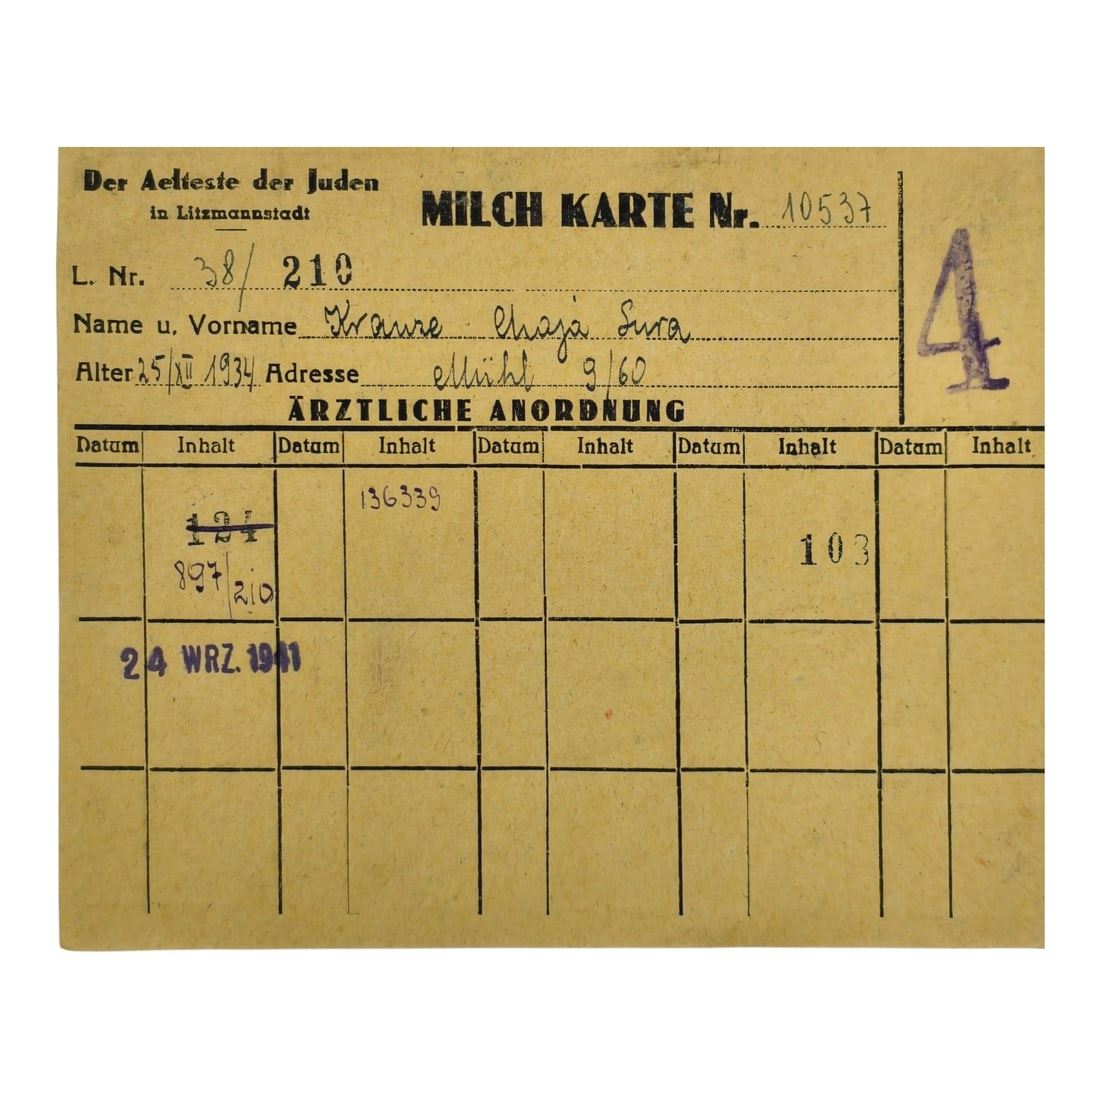 Der Aelteste der Juden
in Litzmannstadt
MILCH KARTE Nr. 10537
4
L. Nr. 38/ 210
Name u. Vorname Krauze Chaja Sura
Alter 25/XII 1934 Adresse Mühl 9/60
ÄRZTLICHE ANORDNUNG
Datum Inhalt Datum Inhalt Datum Inhalt Datum Inhalt Datum Inhalt
124 136339 103
897/210
24 WRZ. 1941